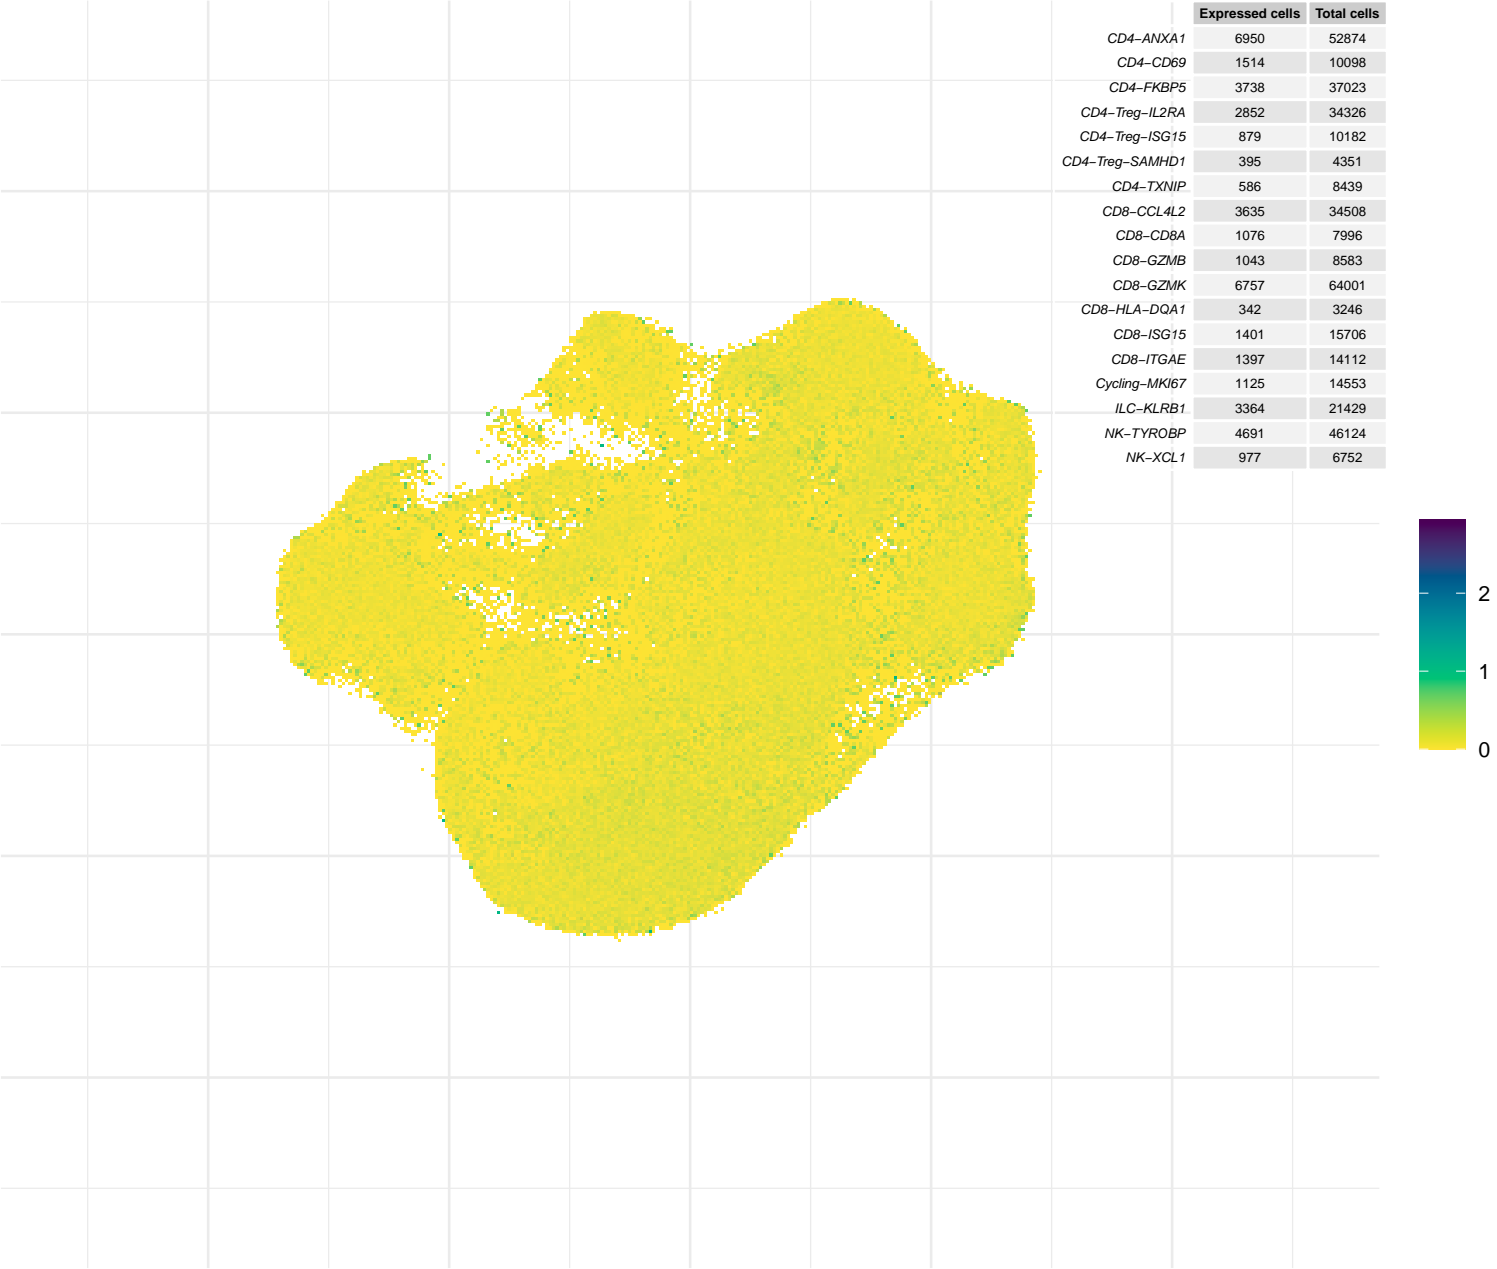 Expressed cells Total cells
CD4−ANXA1 6950 52874
CD4−CD69 1514 10098
CD4−FKBP5 3738 37023
CD4−Treg−IL2RA 2852 34326
CD4−Treg−ISG15 879 10182
CD4−Treg−SAMHD1 395 4351
CD4−TXNIP 586 8439
CD8−CCL4L2 3635 34508
CD8−CD8A 1076 7996
CD8−GZMB 1043 8583
CD8−GZMK 6757 64001
CD8−HLA−DQA1 342 3246
CD8−ISG15 1401 15706
CD8−ITGAE 1397 14112
Cycling−MKI67 1125 14553
ILC−KLRB1 3364 21429
NK−TYROBP 4691 46124
NK−XCL1 977 6752
2
1
0